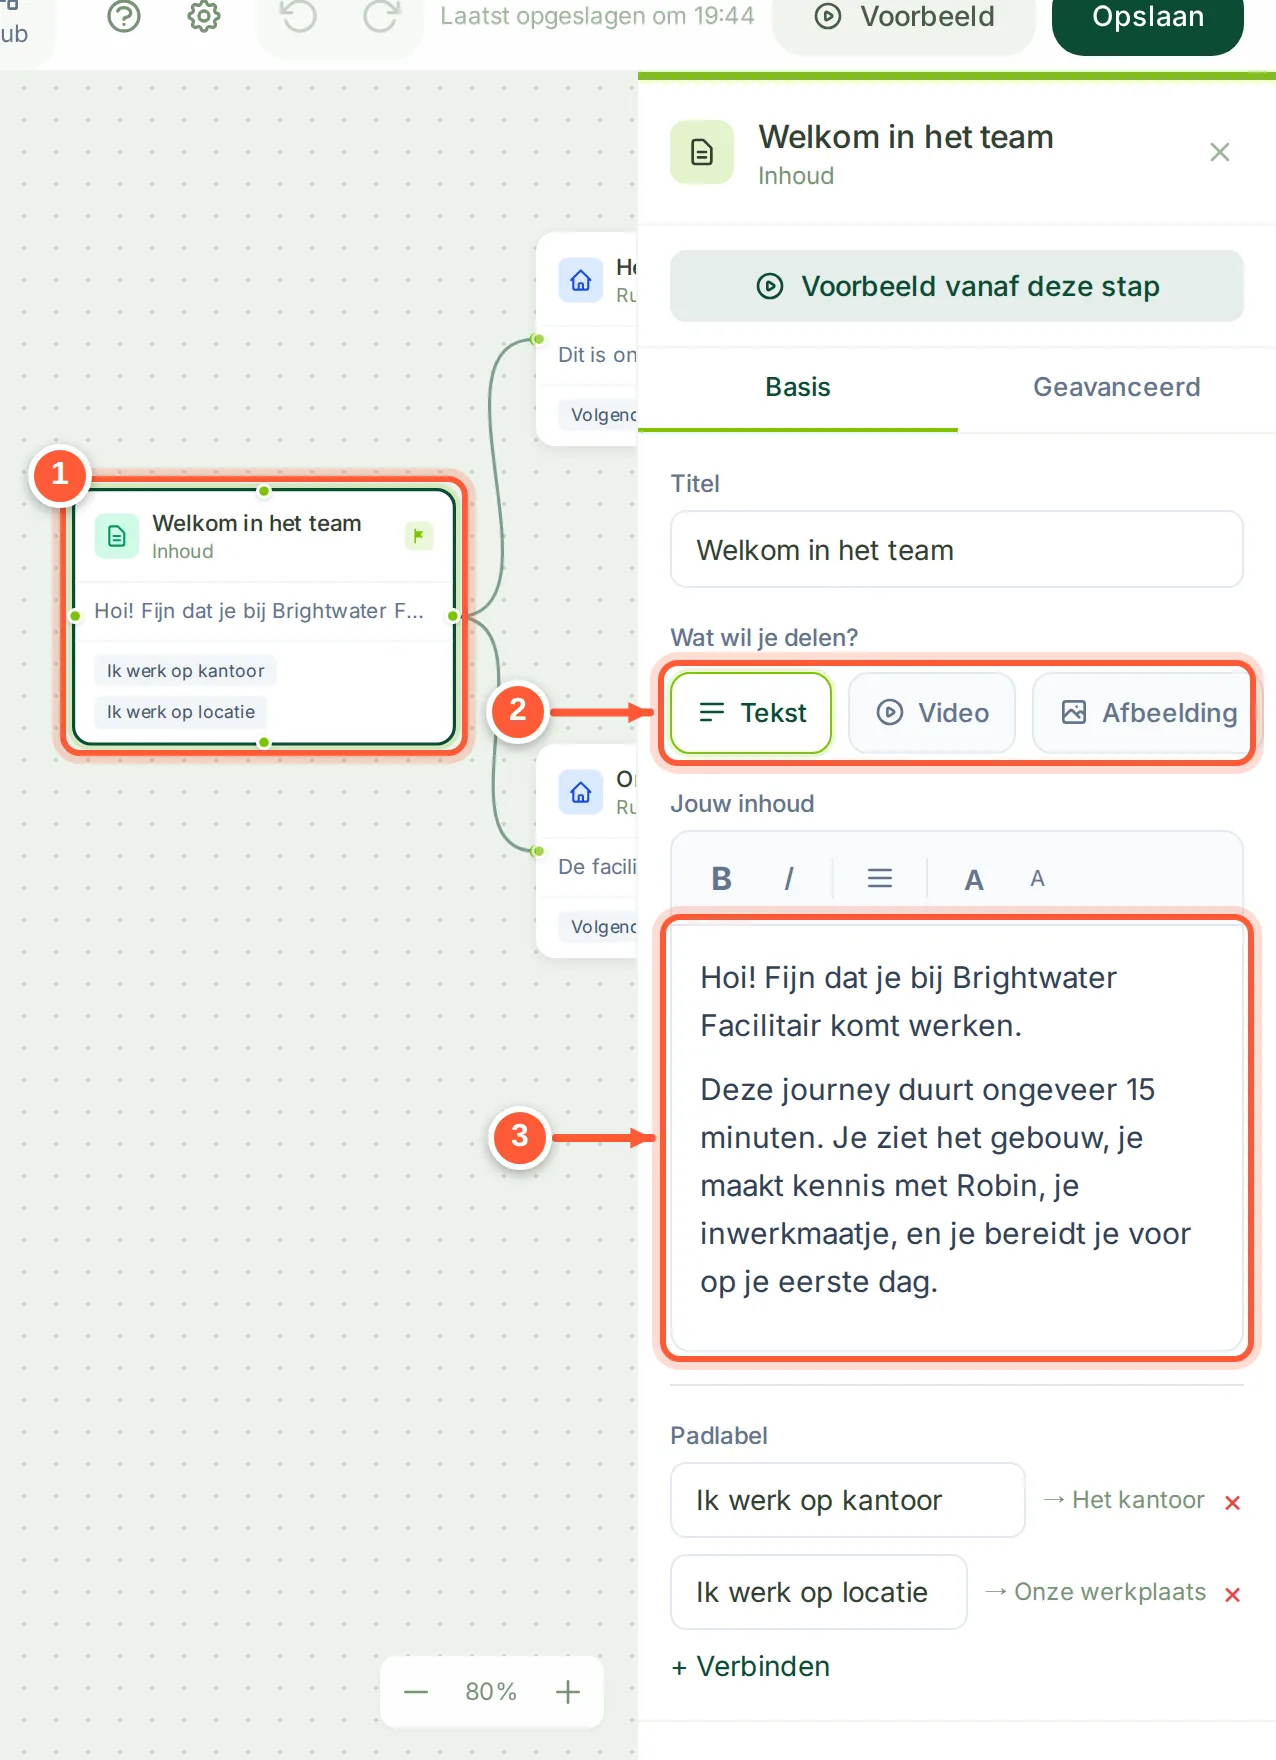 ub
Laatst opgeslagen om 19:44
Voorbeeld
Opslaan
Welkom in het team
Inhoud
Voorbeeld vanaf deze stap
Basis
Geavanceerd
Titel
Welkom in het team
Wat wil je delen?
Tekst
Video
Afbeelding
Jouw inhoud
B
I
A
A
Hoi! Fijn dat je bij Brightwater
Facilitair komt werken.
Deze journey duurt ongeveer 15
minuten. Je ziet het gebouw, je
maakt kennis met Robin, je
inwerkmaatje, en je bereidt je voor
op je eerste dag.
Padlabel
Ik werk op kantoor
→ Het kantoor
×
Ik werk op locatie
→ Onze werkplaats
×
+ Verbinden
1
Welkom in het team
Inhoud
Hoi! Fijn dat je bij Brightwater F...
Ik werk op kantoor
Ik werk op locatie
2
3
He
Ru
Dit is on
Volgend
On
Ru
De facili
Volgend
80%